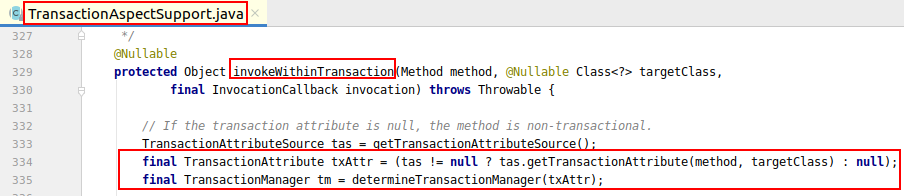 TransactionAspectSupport.java
327 */
328 @Nullable
329 protected Object invokeWithinTransaction(Method method, @Nullable Class<?> targetClass,
330 final InvocationCallback invocation) throws Throwable {
331
332 // If the transaction attribute is null, the method is non-transactional.
333 TransactionAttributeSource tas = getTransactionAttributeSource();
334 final TransactionAttribute txAttr = (tas != null ? tas.getTransactionAttribute(method, targetClass) : null);
335 final TransactionManager tm = determineTransactionManager(txAttr);